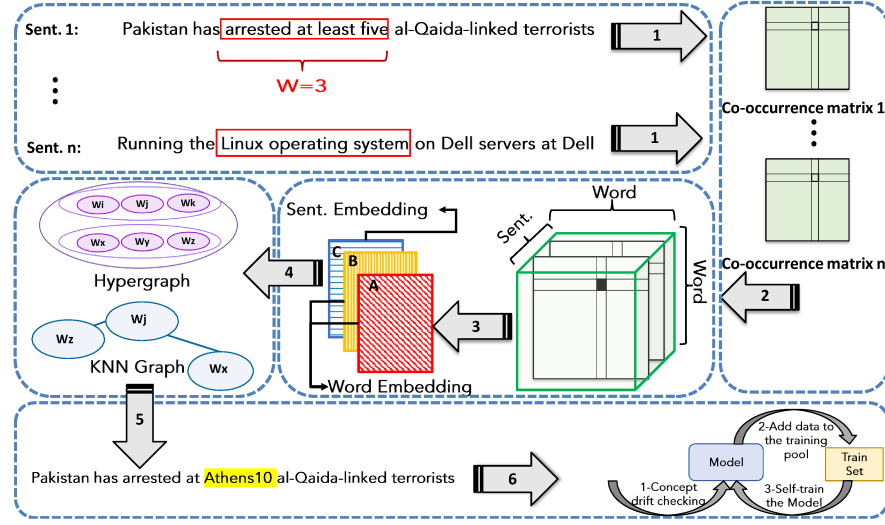 Sent. 1:
Pakistan has arrested at least five al-Qaida-linked terrorists
1
W=3
Sent. n:
Running the Linux operating system on Dell servers at Dell
1
Co-occurrence matrix 1
Co-occurrence matrix n
2
Word
Sent.
Word
3
Sent. Embedding
C
B
A
Word Embedding
4
Wi Wj Wk
Wx Wy Wz
Hypergraph
Wj
Wz
KNN Graph
Wx
5
Pakistan has arrested at Athens10 al-Qaida-linked terrorists
6
1-Concept
drift checking
Model
2-Add data to
the training
pool
Train
Set
3-Self-train
the Model